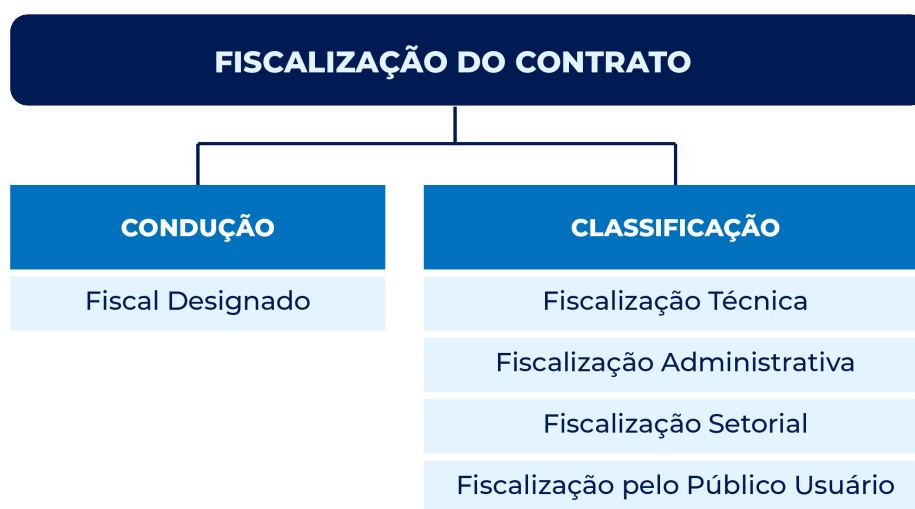 FISCALIZAÇÃO DO CONTRATO
CONDUÇÃO
Fiscal Designado
CLASSIFICAÇÃO
Fiscalização Técnica
Fiscalização Administrativa
Fiscalização Setorial
Fiscalização pelo Público Usuário